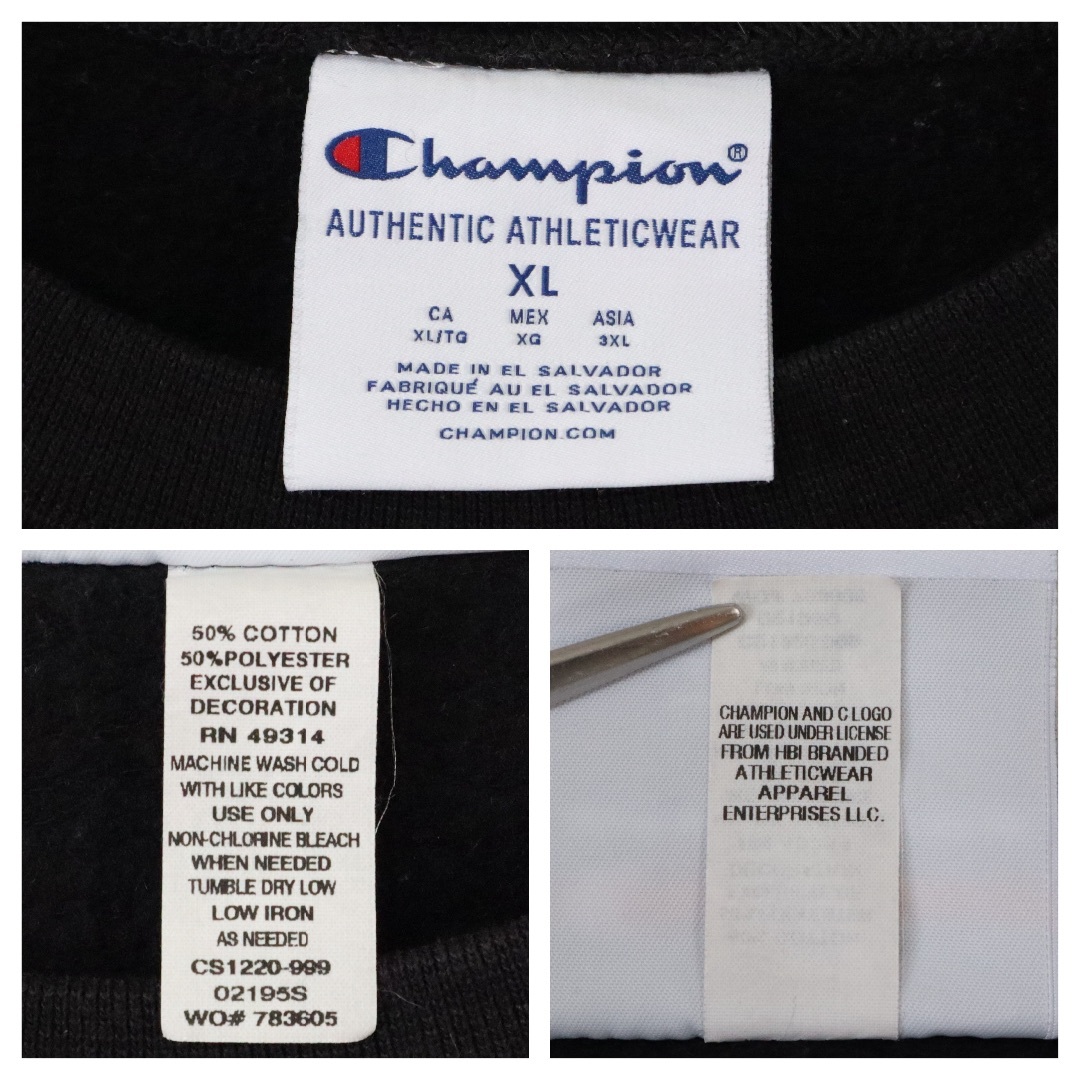 Champion®
AUTHENTIC ATHLETICWEAR
XL
CA MEX ASIA
XL/TG XG 3XL
MADE IN EL SALVADOR
FABRIQUÉ AU EL SALVADOR
HECHO EN EL SALVADOR
CHAMPION.COM
50% COTTON
50%POLYESTER
EXCLUSIVE OF
DECORATION
RN 49314
MACHINE WASH COLD
WITH LIKE COLORS
USE ONLY
NON-CHLORINE BLEACH
WHEN NEEDED
TUMBLE DRY LOW
LOW IRON
AS NEEDED
CS1220-999
02195S
WO# 783605
CHAMPION AND C LOGO
ARE USED UNDER LICENSE
FROM HBI BRANDED
ATHLETICWEAR
APPAREL
ENTERPRISES LLC.